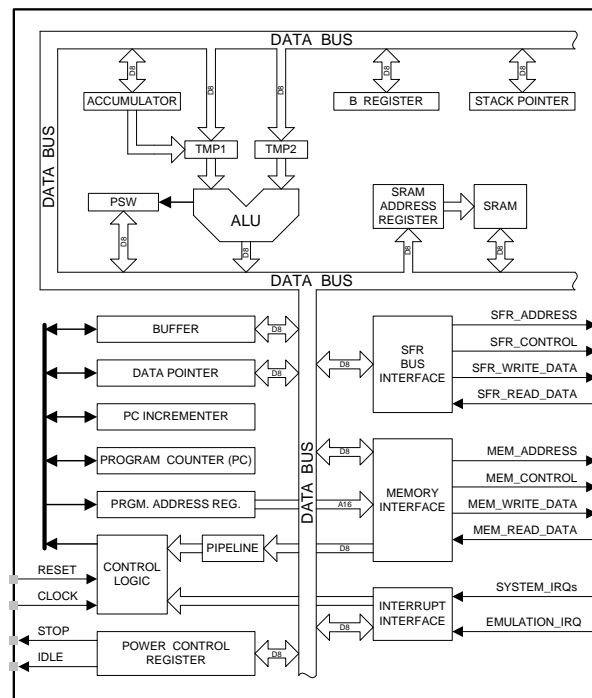 DATA BUS
D8
D8
D8
D8
D8
ACCUMULATOR
B REGISTER
STACK POINTER
DATA BUS
TMP1
TMP2
PSW
ALU
SRAM
ADDRESS
REGISTER
SRAM
D8
D8
D8
D8
DATA BUS
BUFFER
D8
DATA POINTER
D8
PC INCREMENTER
PROGRAM COUNTER (PC)
PRGM. ADDRESS REG.
A16
DATA BUS
D8
SFR
BUS
INTERFACE
SFR_ADDRESS
SFR_CONTROL
SFR_WRITE_DATA
SFR_READ_DATA
D8
MEMORY
INTERFACE
MEM_ADDRESS
MEM_CONTROL
MEM_WRITE_DATA
MEM_READ_DATA
CONTROL
LOGIC
PIPELINE
D8
RESET
CLOCK
INTERRUPT
INTERFACE
D8
SYSTEM_IRQs
EMULATION_IRQ
STOP
IDLE
POWER CONTROL
REGISTER
D8